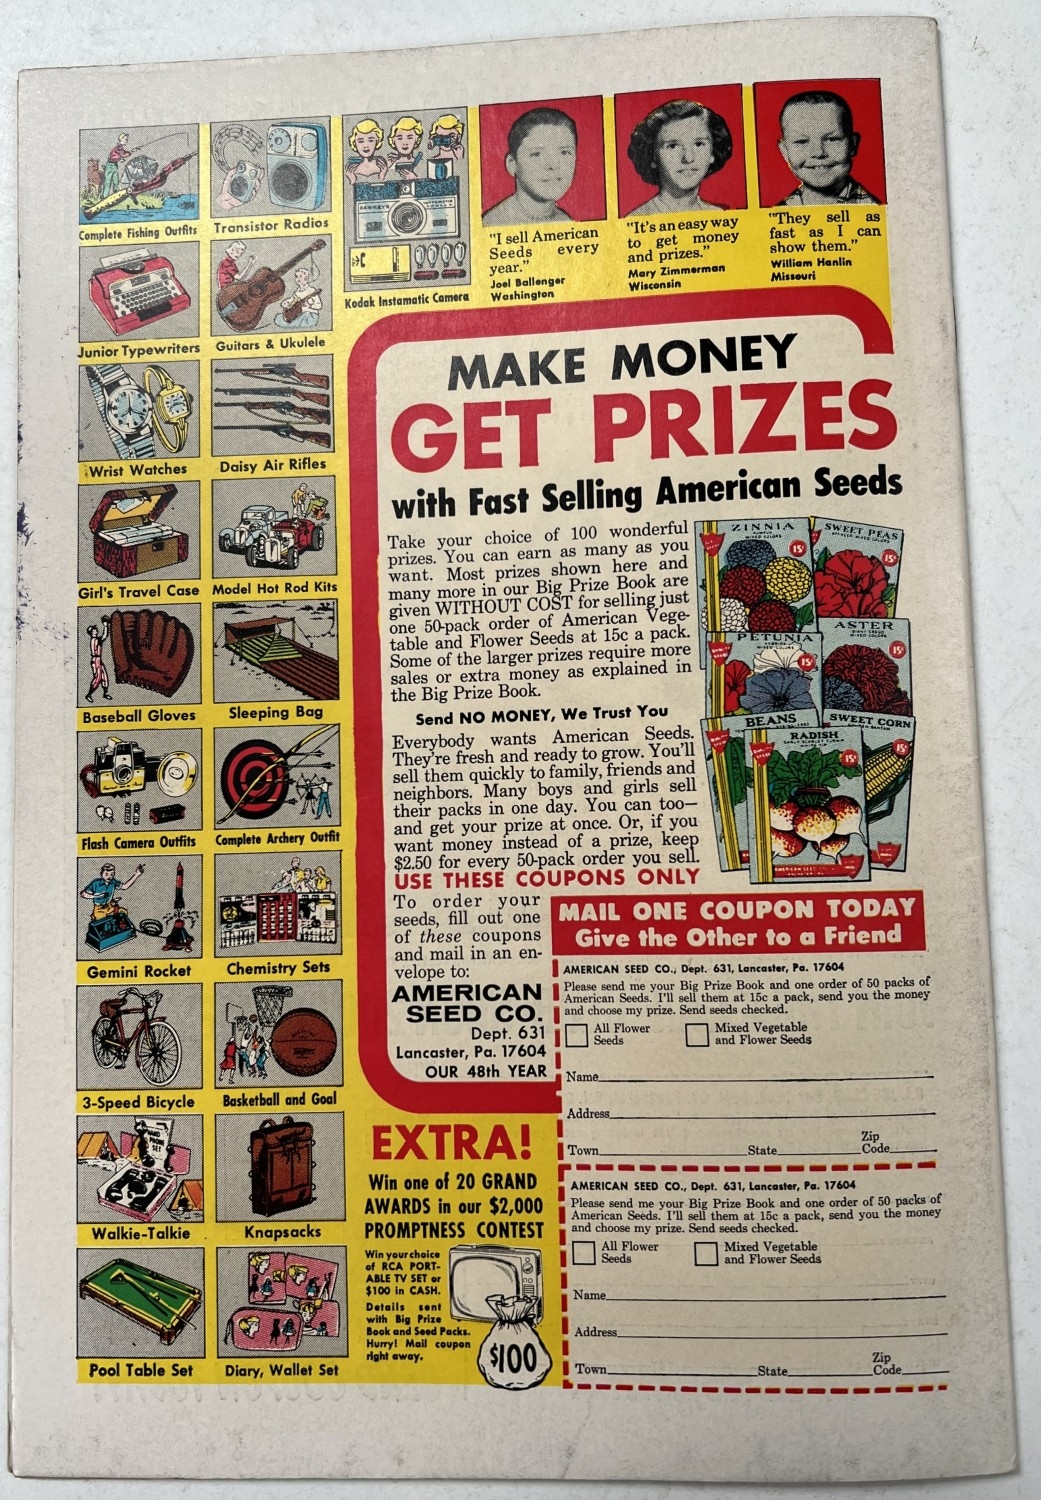 Complete Fishing Outfits
Transistor Radios
Kodak Instamatic Camera
Junior Typewriters
Guitars & Ukulele
Wrist Watches
Daisy Air Rifles
Girl's Travel Case
Model Hot Rod Kits
Baseball Gloves
Sleeping Bag
Flash Camera Outfits
Complete Archery Outfit
Gemini Rocket
Chemistry Sets
3-Speed Bicycle
Basketball and Goal
Walkie-Talkie
Knapsacks
Pool Table Set
Diary, Wallet Set
"I sell American
Seeds every
year."
Joel Ballenger
Washington
"It's an easy way
to get money
and prizes."
Mary Zimmerman
Wisconsin
"They sell as
fast as I can
show them."
William Hanlin
Missouri
MAKE MONEY
GET PRIZES
with Fast Selling American Seeds
Take your choice of 100 wonderful
prizes. You can earn as many as you
want. Most prizes shown here and
many more in our Big Prize Book are
given WITHOUT COST for selling just
one 50-pack order of American Vege-
table and Flower Seeds at 15c a pack.
Some of the larger prizes require more
sales or extra money as explained in
the Big Prize Book.
Send NO MONEY, We Trust You
Everybody wants American Seeds.
They're fresh and ready to grow. You'll
sell them quickly to family, friends and
neighbors. Many boys and girls sell
their packs in one day. You can too—
and get your prize at once. Or, if you
want money instead of a prize, keep
$2.50 for every 50-pack order you sell.
USE THESE COUPONS ONLY
To order your
seeds, fill out one
of these coupons
and mail in an en-
velope to:
AMERICAN
SEED CO.
Dept. 631
Lancaster, Pa. 17604
OUR 48th YEAR
ZINNIA
MIXED COLORS
15¢
SWEET PEAS
15¢
PETUNIA
15¢
ASTER
MIXED COLORS
15¢
BEANS
SWEET CORN
15¢
RADISH
15¢
MAIL ONE COUPON TODAY
Give the Other to a Friend
AMERICAN SEED CO., Dept. 631, Lancaster, Pa. 17604
Please send me your Big Prize Book and one order of 50 packs of
American Seeds. I'll sell them at 15c a pack, send you the money
and choose my prize. Send seeds checked.
All Flower
Seeds
Mixed Vegetable
and Flower Seeds
Name
Address
Town State Zip
Code
AMERICAN SEED CO., Dept. 631, Lancaster, Pa. 17604
Please send me your Big Prize Book and one order of 50 packs of
American Seeds. I'll sell them at 15c a pack, send you the money
and choose my prize. Send seeds checked.
All Flower
Seeds
Mixed Vegetable
and Flower Seeds
Name
Address
Town State Zip
Code
EXTRA!
Win one of 20 GRAND
AWARDS in our $2,000
PROMPTNESS CONTEST
Win your choice
of RCA PORT-
ABLE TV SET or
$100 in CASH.
Details sent
with Big Prize
Book and Seed Packs.
Hurry! Mail coupon
right away.
$100